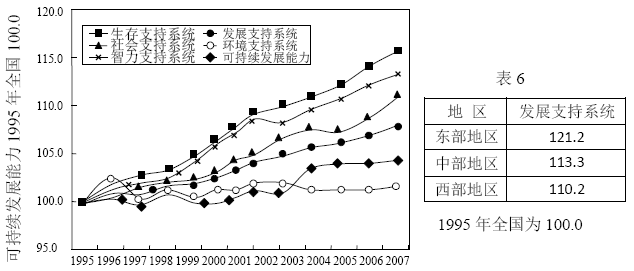 可持续发展能力 1995年全国 100.0
120.0
115.0
110.0
105.0
100.0
95.0
生存支持系统 发展支持系统
社会支持系统 环境支持系统
智力支持系统 可持续发展能力
1995 1996 1997 1998 1999 2000 2001 2002 2003 2004 2005 2006 2007
表 6
地 区 发展支持系统
东部地区 121.2
中部地区 113.3
西部地区 110.2
1995 年全国为 100.0